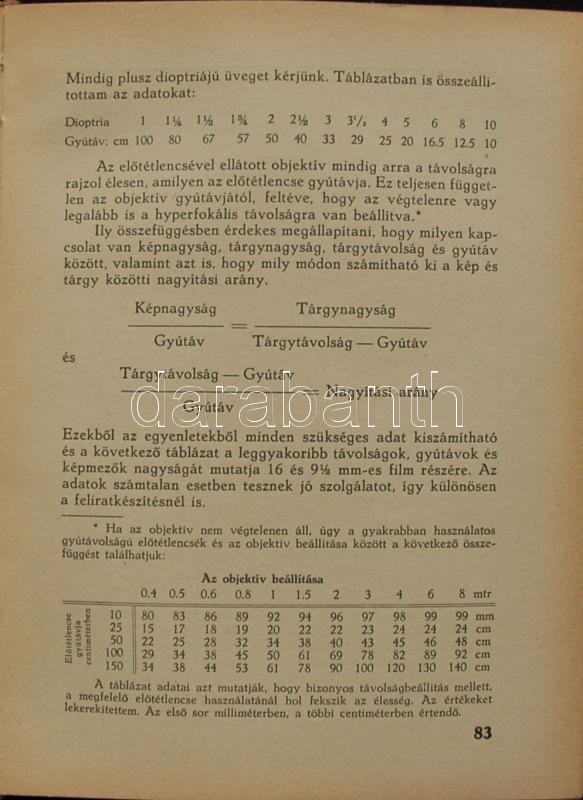 Mindig plusz dioptriájú üveget kérjünk. Táblázatban is összeálli-
tottam az adatokat:
Dioptria 1 1¼ 1½ 1¾ 2 2½ 3 3¹/₂ 4 5 6 8 10
Gyútáv: cm 100 80 67 57 50 40 33 29 25 20 16.5 12.5 10
Az előtétlencsével ellátott objektív mindig arra a távolságra
rajzol élesen, amilyen az előtétlencse gyútávja. Ez teljesen függet-
len az objektív gyútávjától, feltéve, hogy az végtelenre vagy
legalább is a hyperfokális távolságra van beállítva.*
Ily összefüggésben érdekes megállapítani, hogy milyen kap-
csolat van képnagyság, tárgynagyság, tárgytávolság és gyútáv
között, valamint azt is, hogy mily módon számítható ki a kép és
tárgy közötti nagyítási arány.
Képnagyság Tárgynagyság
=
Gyútáv Tárgytávolság — Gyútáv
és
Tárgytávolság — Gyútáv
= Nagyítási arány
Gyútáv
darabanth
Ezekből az egyenletekből minden szükséges adat kiszámítható
és a következő táblázat a leggyakoribb távolságok, gyútávok és
képmezők nagyságát mutatja 16 és 9½ mm-es film részére. Az
adatok számtalan esetben tesznek jó szolgálatot, így különösen
a feliratkészítésnél is.
* Ha az objektív nem végtelenen áll, úgy a gyakrabban használatos
gyútávolságú előtétlencsék és az objektív beállítása között a következő össze-
függést találhatjuk:
Az objektív beállítása
0.4 0.5 0.6 0.8 1 1.5 2 3 4 6 8 mtr
Előtétlencse
gyútávja
centiméterben
10 80 83 86 89 92 94 96 97 98 99 99 mm
25 15 17 18 19 20 22 22 23 24 24 24 cm
50 22 25 28 32 34 38 40 43 45 46 48 cm
100 29 34 38 45 50 61 69 78 82 89 92 cm
150 34 38 44 53 61 78 90 100 120 130 140 cm
A táblázat adatai azt mutatják, hogy bizonyos távolságbeállítás mellett,
a megfelelő előtétlencse használatánál hol fekszik az élesség. Az értékeket
lekerekítettem. Az első sor milliméterben, a többi centiméterben értendő.
83